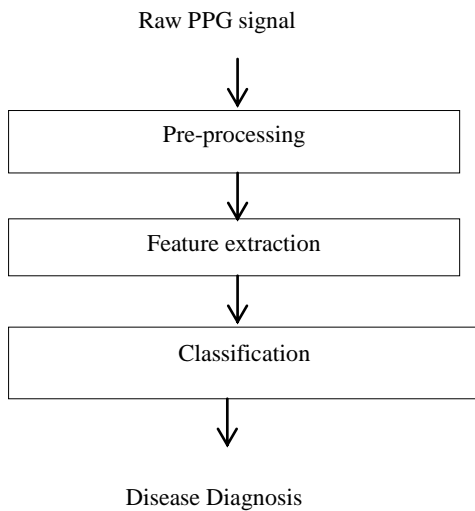 Raw PPG signal
Pre-processing
Feature extraction
Classification
Disease Diagnosis